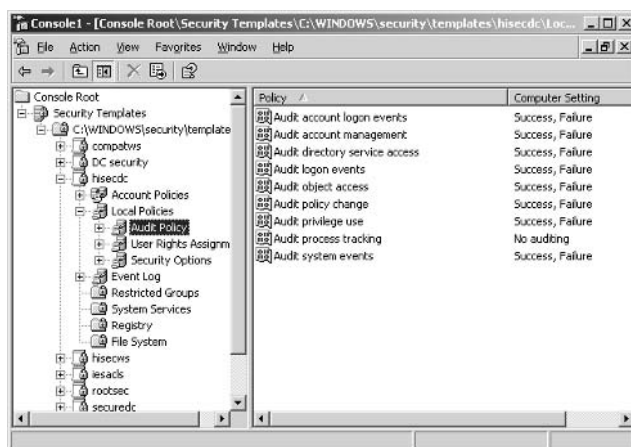 Console1 - [Console Root\Security Templates\C:\WINDOWS\security\templates\hisecdc\Loc...
File Action View Favorites Window Help
Console Root
Security Templates
C:\WINDOWS\security\template
compatws
DC security
hisecdc
Account Policies
Local Policies
Audit Policy
User Rights Assignm
Security Options
Event Log
Restricted Groups
System Services
Registry
File System
hisecws
iesacls
rootsec
securedc
Policy Computer Setting
Audit account logon events Success, Failure
Audit account management Success, Failure
Audit directory service access Success, Failure
Audit logon events Success, Failure
Audit object access Success, Failure
Audit policy change Success, Failure
Audit privilege use Success, Failure
Audit process tracking No auditing
Audit system events Success, Failure